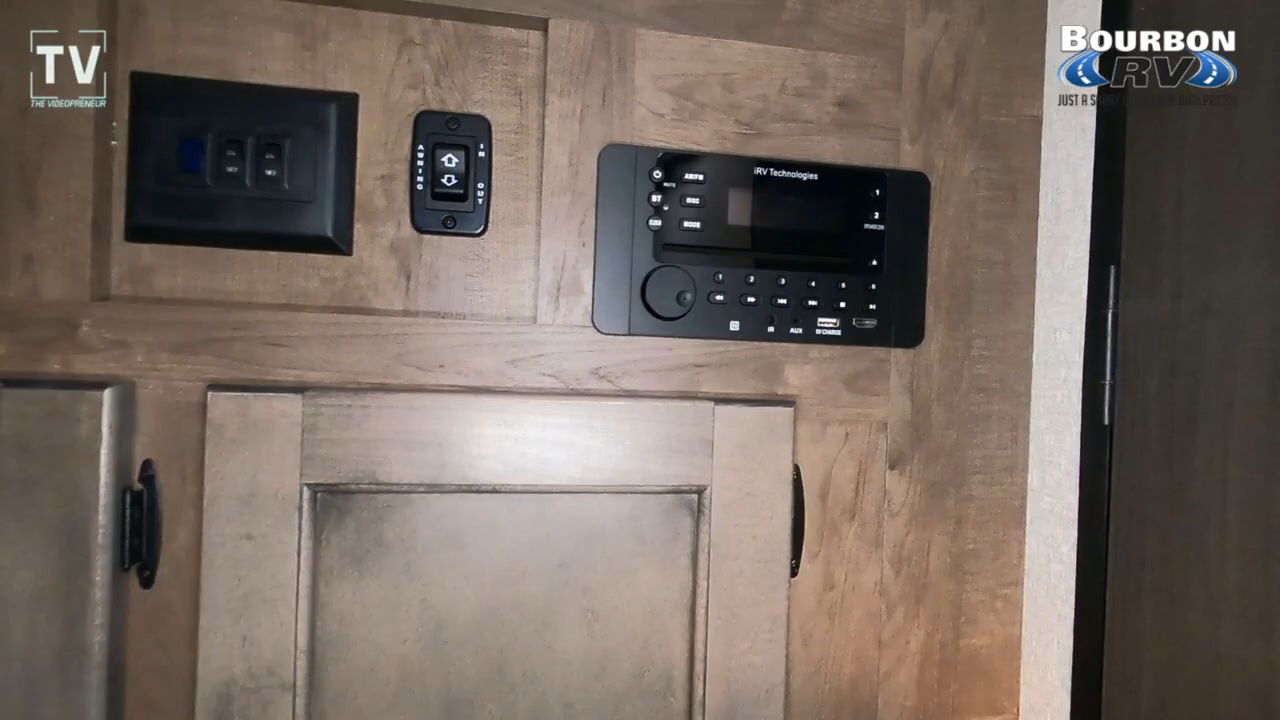 TV
THE VIDEOPRENEUR
BOURBON
RV
AWNING
IN
OUT
iRV Technologies
AM/FM
MUTE
BT
DISC
CLOCK
MODE
1
2
1 2 3 4 5 6
IR
AUX
5V CHARGE